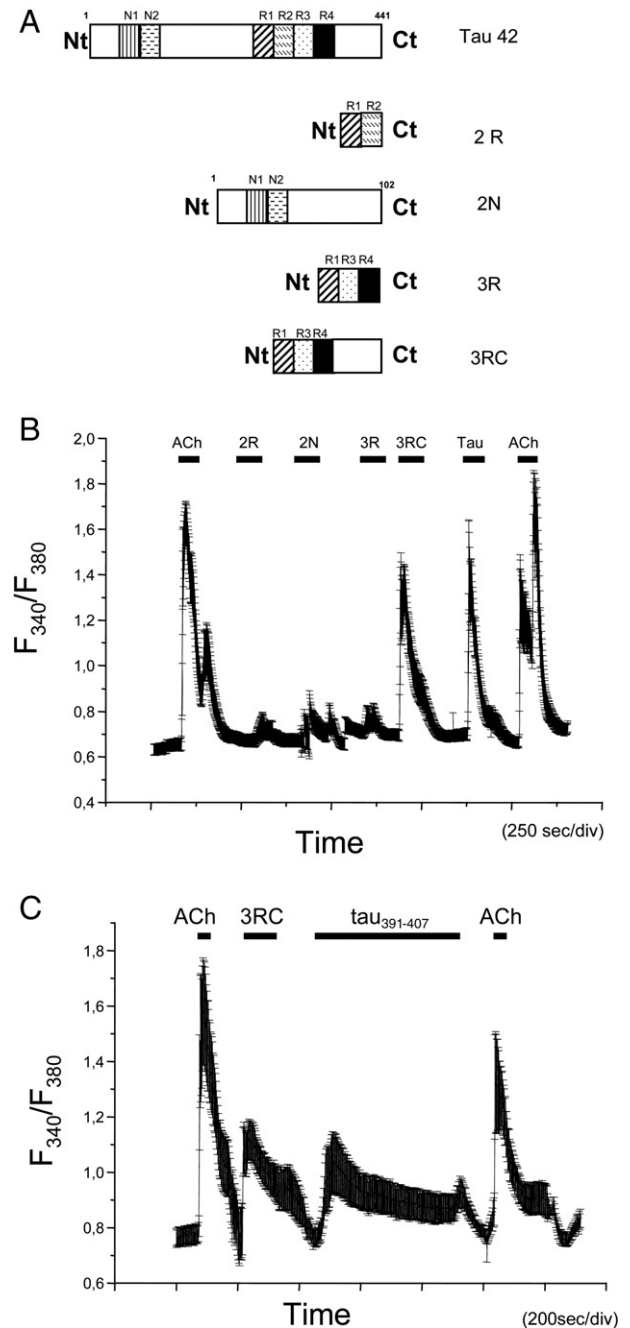 A
1 N1 N2 R1 R2 R3 R4 441
Nt Ct Tau 42
R1 R2
Nt Ct 2 R
1 N1 N2 102
Nt Ct 2N
R1 R3 R4
Nt Ct 3R
R1 R3 R4
Nt Ct 3RC
B
ACh 2R 2N 3R 3RC Tau ACh
2,0
1,8
1,6
1,4
1,2
1,0
0,8
0,6
0,4
F340/F380
Time
(250 sec/div)
C
ACh 3RC tau391-407 ACh
1,8
1,6
1,4
1,2
1,0
0,8
0,6
F340/F380
Time
(200sec/div)